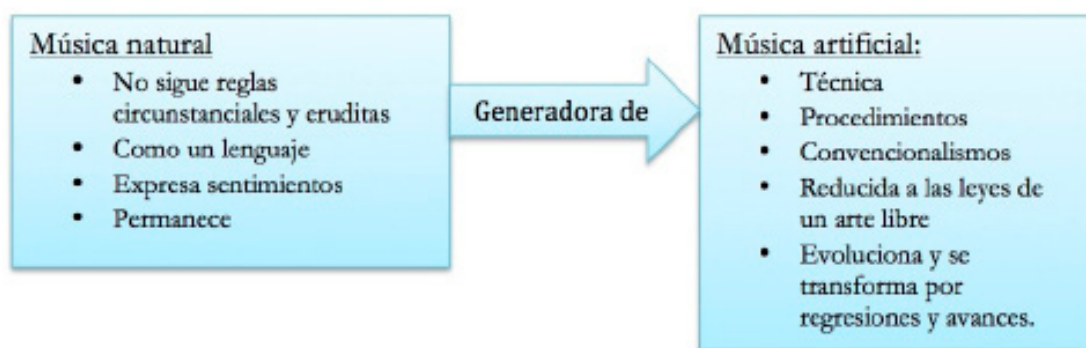 Música natural
• No sigue reglas
circunstanciales y eruditas
• Como un lenguaje
• Expresa sentimientos
• Permanece
Generadora de
Música artificial:
• Técnica
• Procedimientos
• Convencionalismos
• Reducida a las leyes de
un arte libre
• Evoluciona y se
transforma por
regresiones y avances.